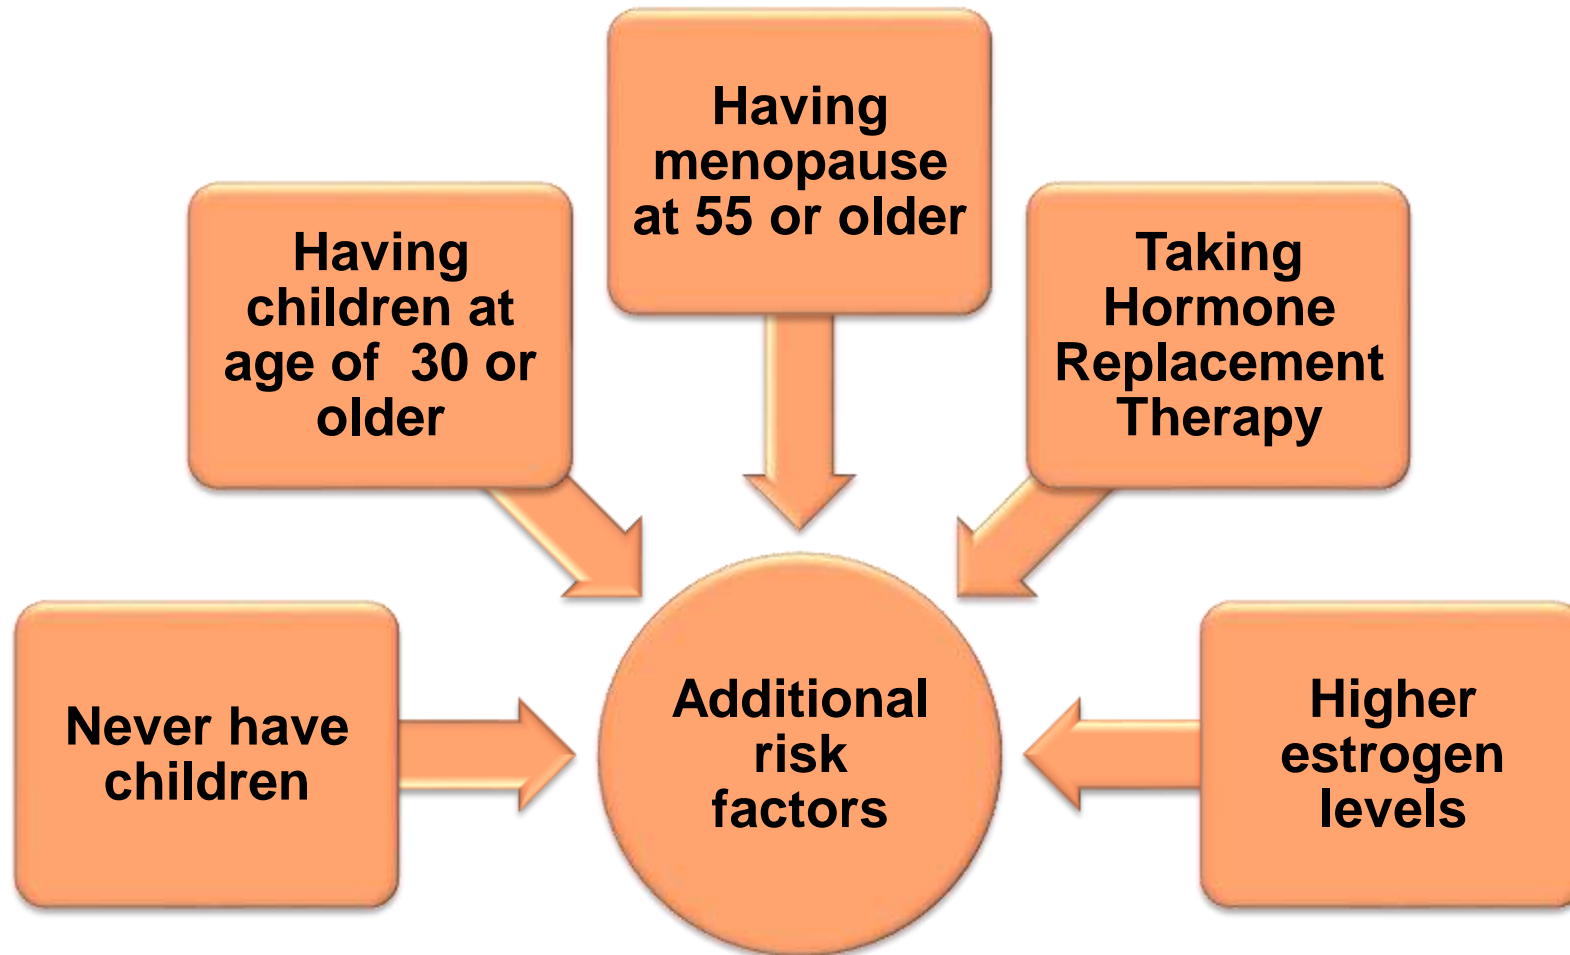 Having
menopause
at 55 or older
Having
children at
age of  30 or
older
Taking
Hormone
Replacement
Therapy
Never have
children
Additional
risk
factors
Higher
estrogen
levels